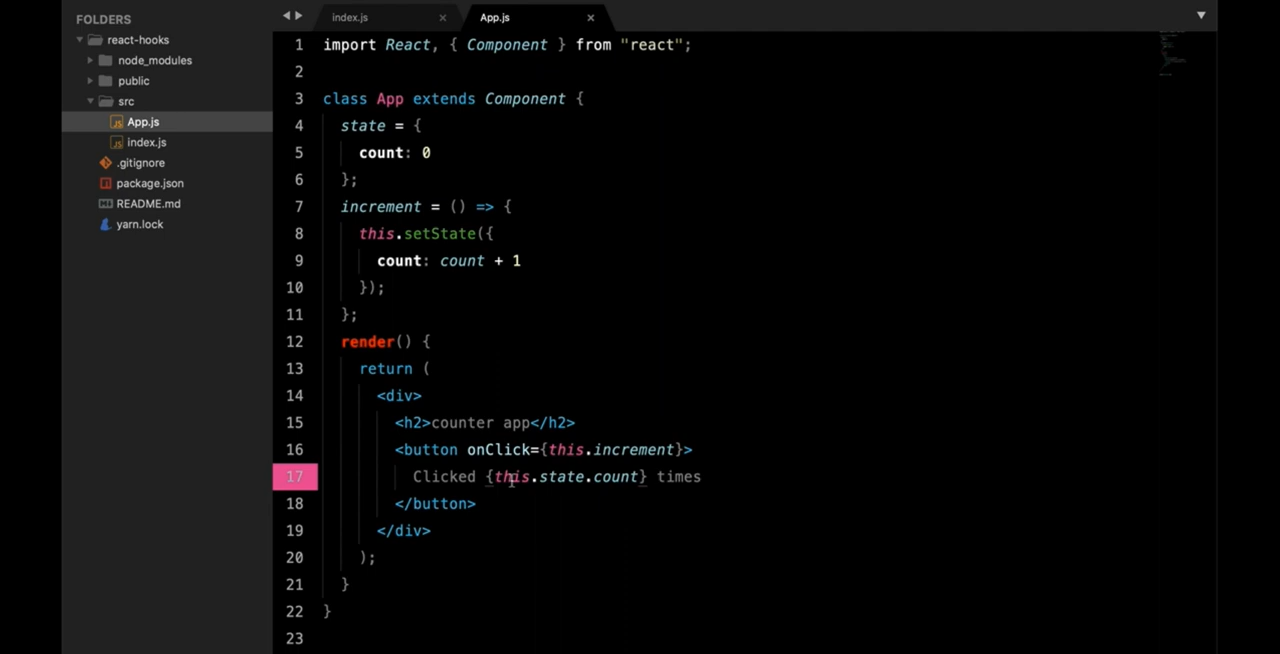 FOLDERS
react-hooks
node_modules
public
src
App.js
index.js
.gitignore
package.json
README.md
yarn.lock
index.js
App.js
1 import React, { Component } from "react";
2
3 class App extends Component {
4 state = {
5 count: 0
6 };
7 increment = () => {
8 this.setState({
9 count: count + 1
10 });
11 };
12 render() {
13 return (
14 <div>
15 <h2>counter app</h2>
16 <button onClick={this.increment}>
17 Clicked {this.state.count} times
18 </button>
19 </div>
20 );
21 }
22 }
23